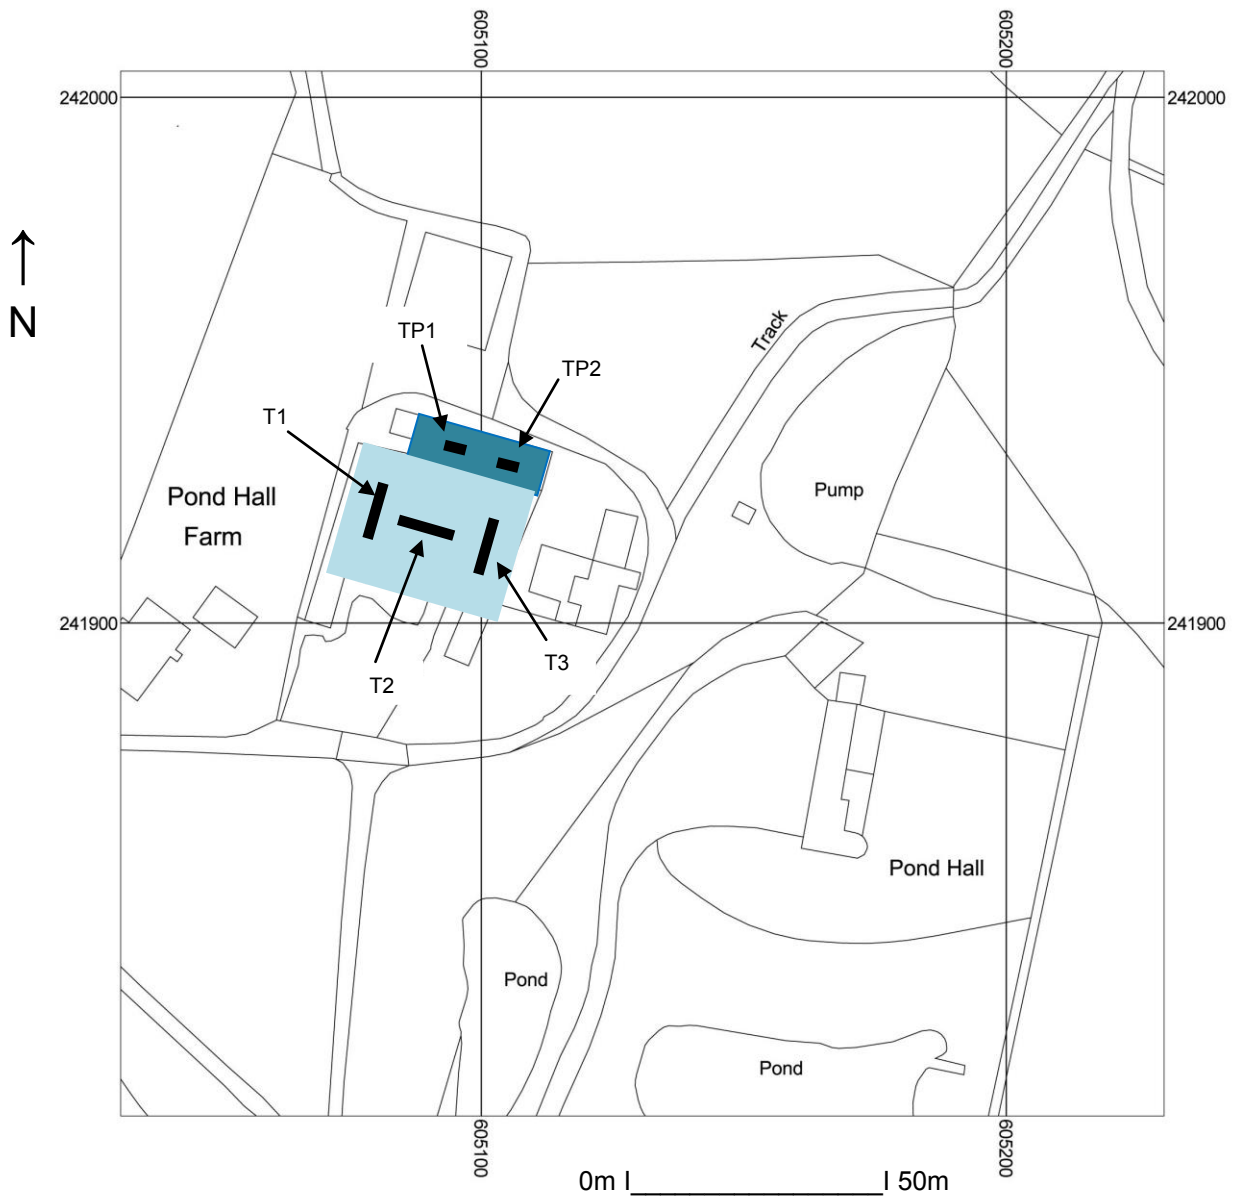 605100
605200
242000
242000
N
Track
TP1
TP2
T1
Pump
Pond Hall
Farm
241900
241900
T3
T2
Pond Hall
Pond
Pond
605100
605200
0m I___________________I 50m